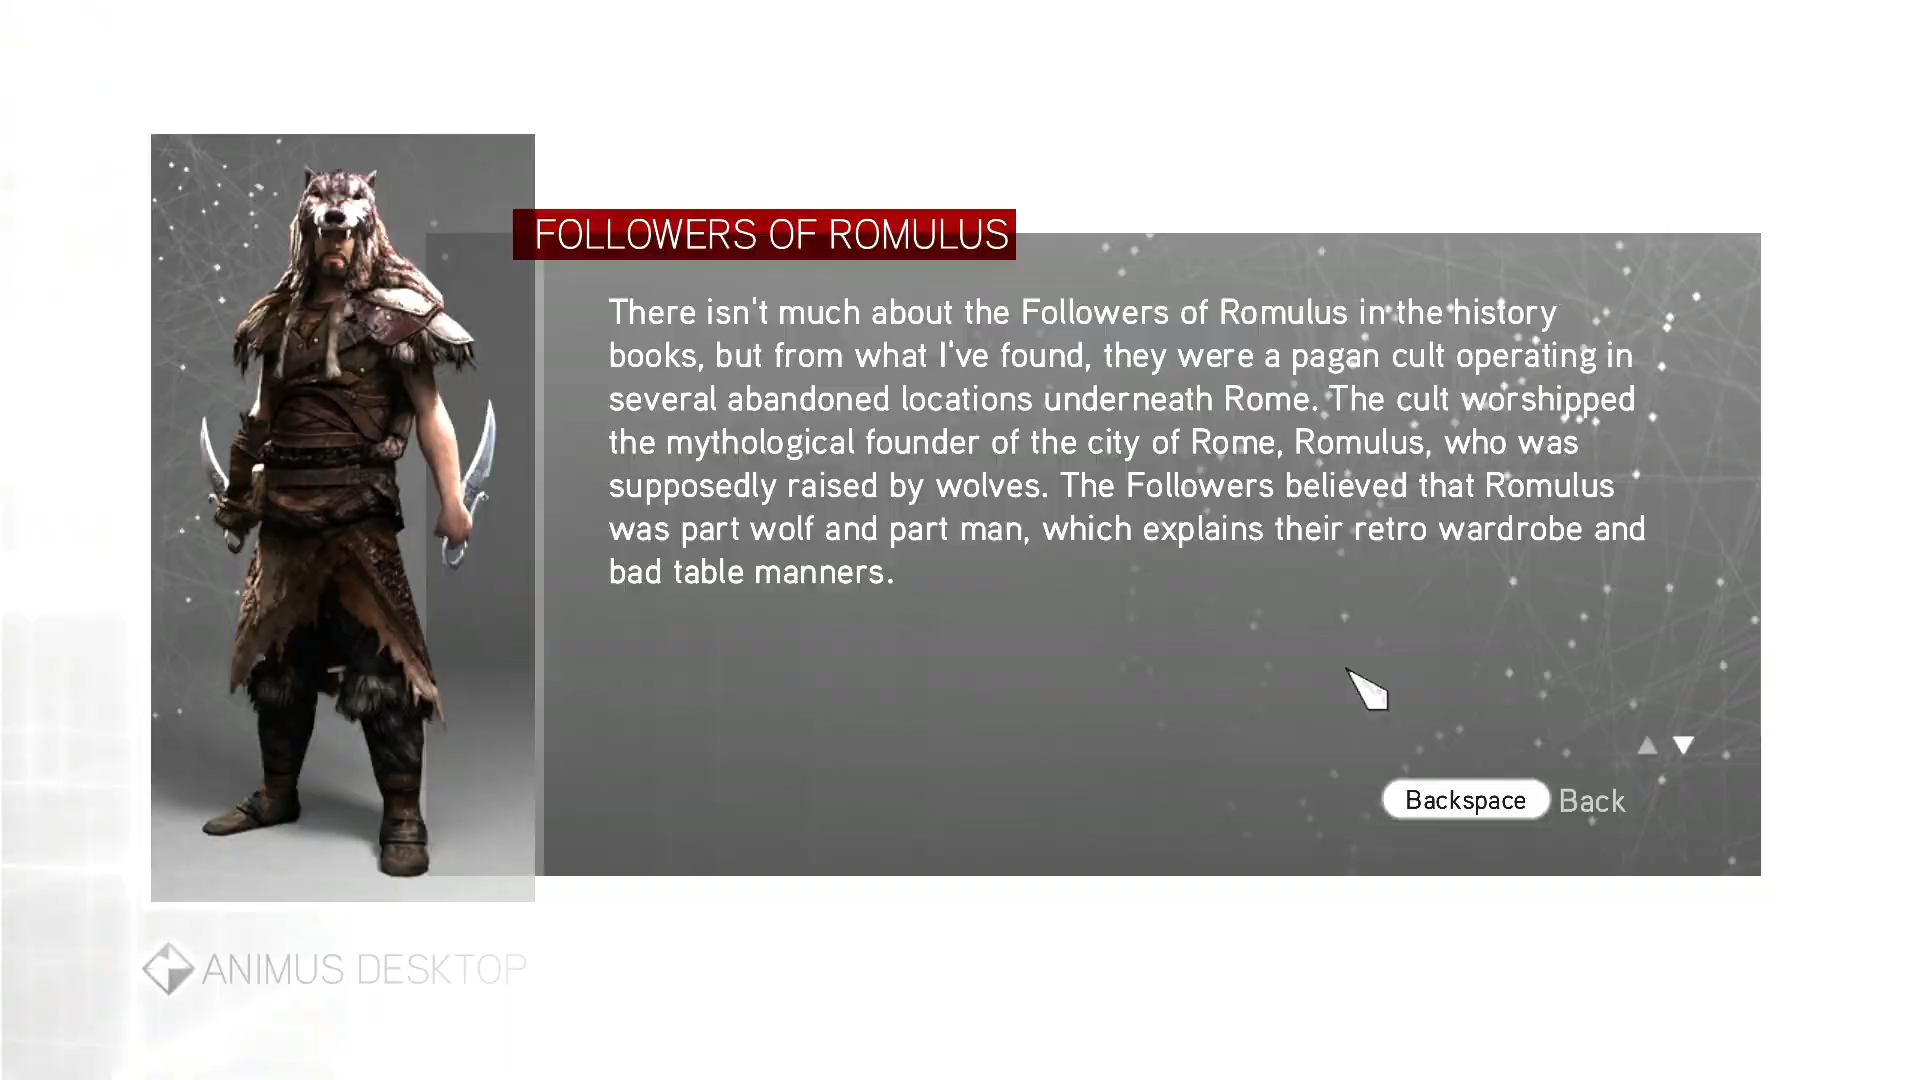 FOLLOWERS OF ROMULUS
There isn't much about the Followers of Romulus in the history
books, but from what I've found, they were a pagan cult operating in
several abandoned locations underneath Rome. The cult worshipped
the mythological founder of the city of Rome, Romulus, who was
supposedly raised by wolves. The Followers believed that Romulus
was part wolf and part man, which explains their retro wardrobe and
bad table manners.
Backspace Back
ANIMUS DESKTOP